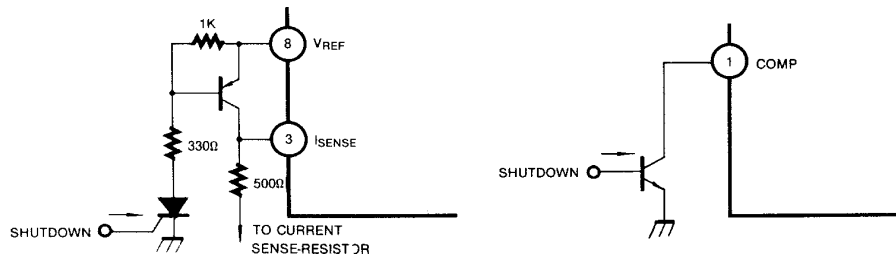 1K
8 VREF
1 COMP
330Ω
3 ISENSE
500Ω
SHUTDOWN
SHUTDOWN
TO CURRENT
SENSE-RESISTOR